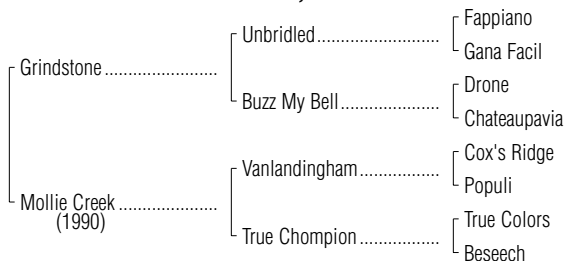 Fappiano
Unbridled
Gana Facil
Grindstone
Drone
Buzz My Bell
Chateaupavia
Cox's Ridge
Vanlandingham
Populi
Mollie Creek
(1990)
True Colors
True Chompion
Beseech